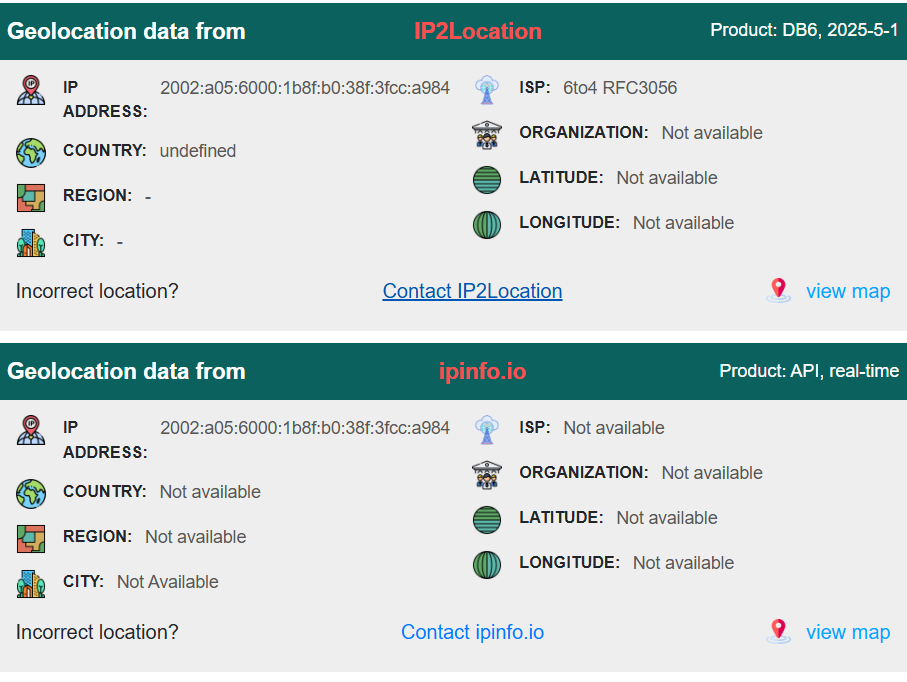 Geolocation data from IP2Location Product: DB6, 2025-5-1
IP ADDRESS: 2002:a05:6000:1b8f:b0:38f:3fcc:a984
COUNTRY: undefined
REGION: -
CITY: -
ISP: 6to4 RFC3056
ORGANIZATION: Not available
LATITUDE: Not available
LONGITUDE: Not available
Incorrect location? Contact IP2Location view map
Geolocation data from ipinfo.io Product: API, real-time
IP ADDRESS: 2002:a05:6000:1b8f:b0:38f:3fcc:a984
COUNTRY: Not available
REGION: Not available
CITY: Not Available
ISP: Not available
ORGANIZATION: Not available
LATITUDE: Not available
LONGITUDE: Not available
Incorrect location? Contact ipinfo.io view map